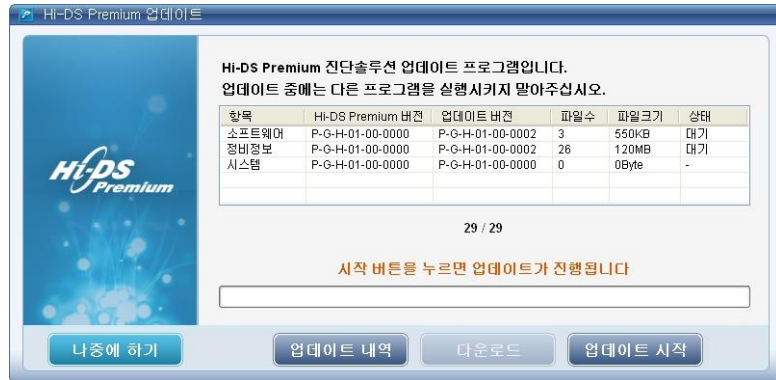 Hi-DS Premium 업데이트
Hi-DS Premium 진단솔루션 업데이트 프로그램입니다.
업데이트 중에는 다른 프로그램을 실행시키지 말아주십시오.
항목 Hi-DS Premium 버전 업데이트 버전 파일수 파일크기 상태
소프트웨어 P-G-H-01-00-0000 P-G-H-01-00-0002 3 550KB 대기
정비정보 P-G-H-01-00-0000 P-G-H-01-00-0002 26 120MB 대기
시스템 P-G-H-01-00-0000 P-G-H-01-00-0000 0 0Byte -
Hi-DS
Premium
29 / 29
시작 버튼을 누르면 업데이트가 진행됩니다
나중에 하기 업데이트 내역 다운로드 업데이트 시작